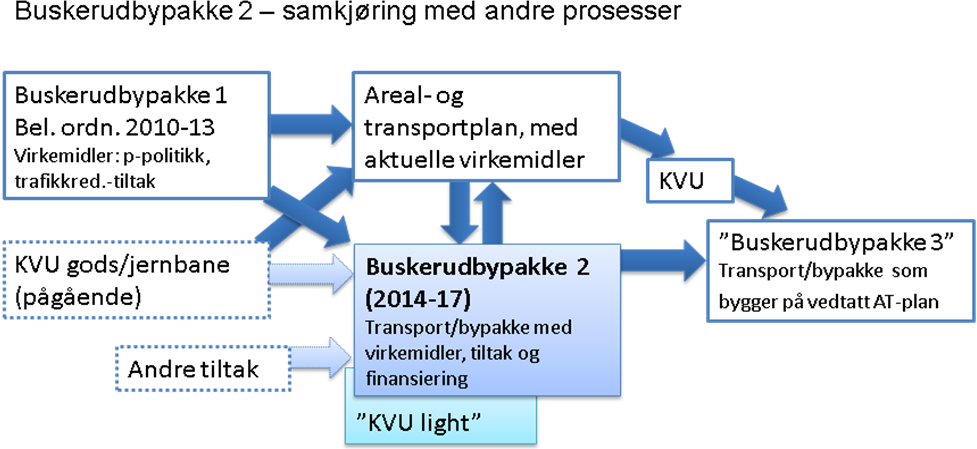 Buskerudbypakke 2 – samkjøring med andre prosesser
Buskerudbypakke 1
Bel. ordn. 2010-13
Virkemidler: p-politikk,
trafikkred.-tiltak
Areal- og
transportplan, med
aktuelle virkemidler
KVU
KVU gods/jernbane
(pågående)
Buskerudbypakke 2
(2014-17)
Transport/bypakke med
virkemidler, tiltak og
finansiering
”Buskerudbypakke 3”
Transport/bypakke som
bygger på vedtatt AT-plan
Andre tiltak
”KVU light”